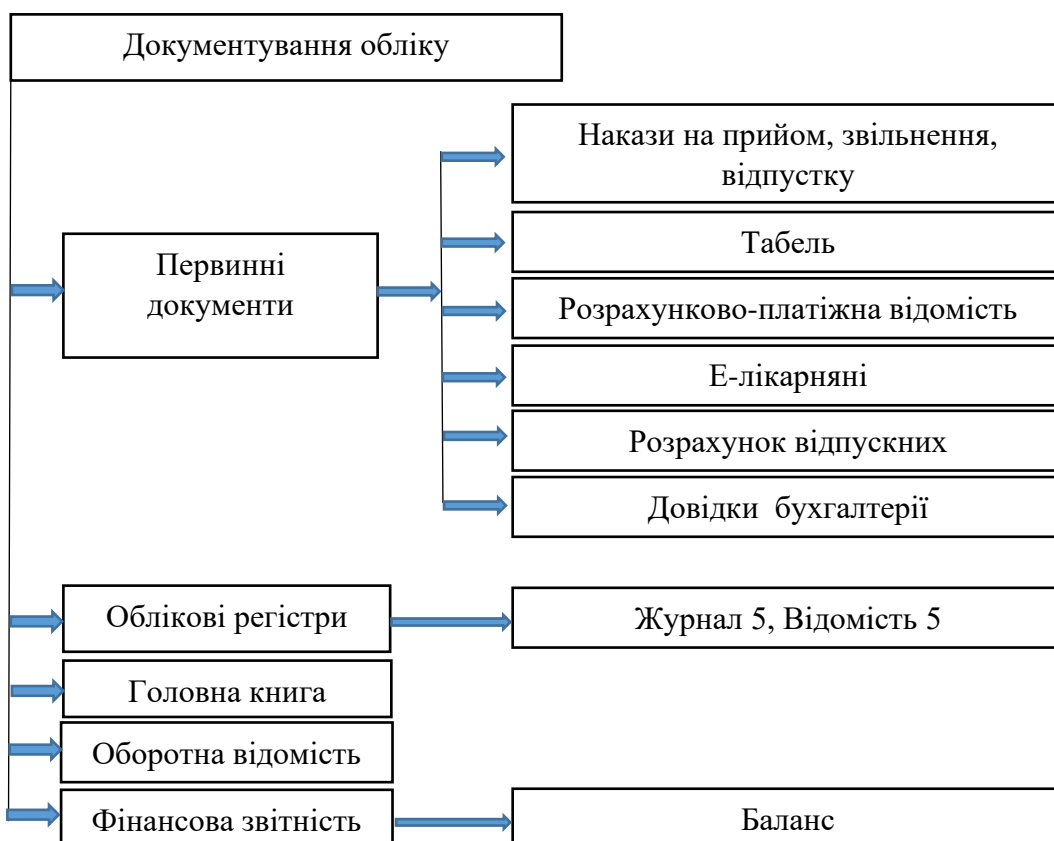 Документування обліку
Накази на прийом, звільнення,
відпустку
Первинні
документи
Табель
Розрахунково-платіжна відомість
Е-лікарняні
Розрахунок відпускних
Довідки бухгалтерії
Облікові регістри
Журнал 5, Відомість 5
Головна книга
Оборотна відомість
Фінансова звітність
Баланс